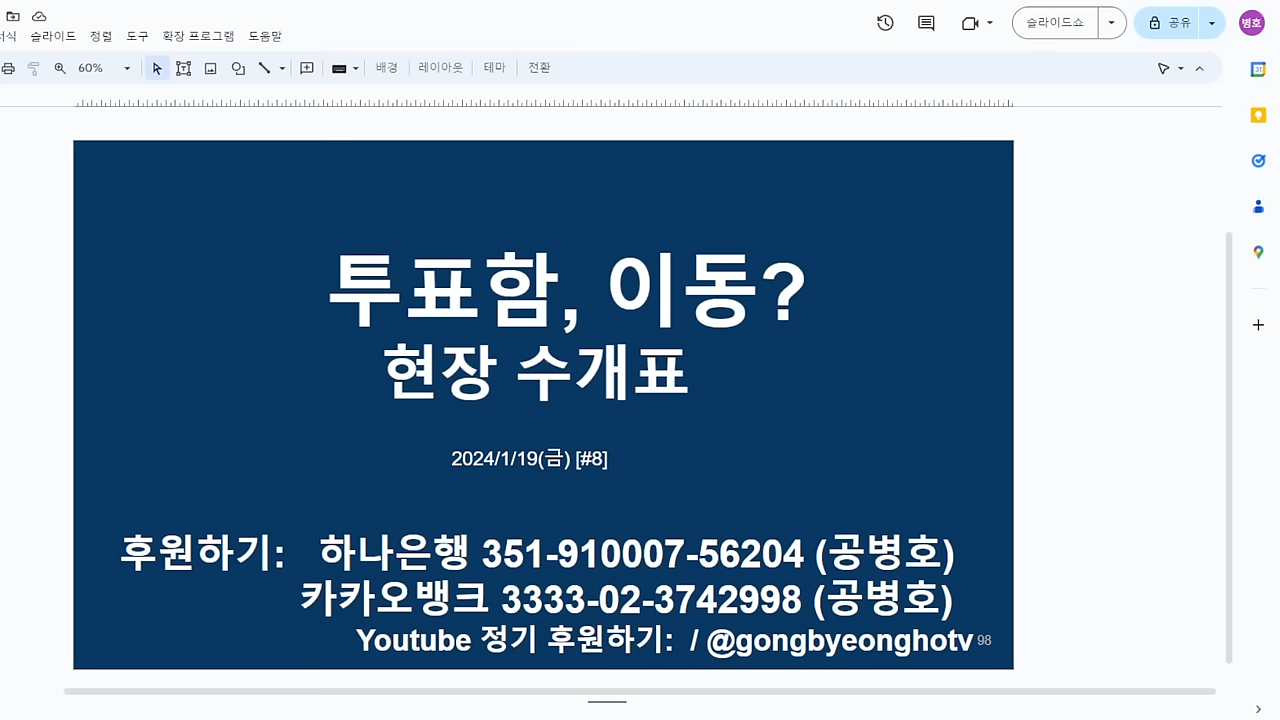 서식 슬라이드 정렬 도구 확장 프로그램 도움말
슬라이드쇼
공유
병호
60%
배경 레이아웃 테마 전환
31
투표함, 이동?
현장 수개표
2024/1/19(금) [#8]
후원하기: 하나은행 351-910007-56204 (공병호)
카카오뱅크 3333-02-3742998 (공병호)
Youtube 정기 후원하기: / @gongbyeonghotv
98